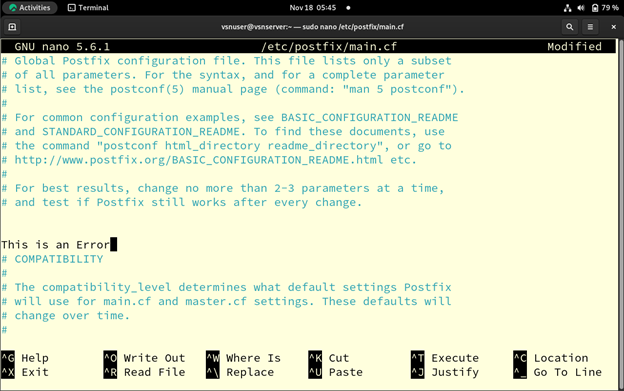 Activities Terminal Nov 18 05:45 79 %
vsnuser@vsnserver:~ — sudo nano /etc/postfix/main.cf
GNU nano 5.6.1 /etc/postfix/main.cf Modified
# Global Postfix configuration file. This file lists only a subset
# of all parameters. For the syntax, and for a complete parameter
# list, see the postconf(5) manual page (command: "man 5 postconf").
#
# For common configuration examples, see BASIC_CONFIGURATION_README
# and STANDARD_CONFIGURATION_README. To find these documents, use
# the command "postconf html_directory readme_directory", or go to
# http://www.postfix.org/BASIC_CONFIGURATION_README.html etc.
#
# For best results, change no more than 2-3 parameters at a time,
# and test if Postfix still works after every change.
This is an Error
# COMPATIBILITY
#
# The compatibility_level determines what default settings Postfix
# will use for main.cf and master.cf settings. These defaults will
# change over time.
#
^G Help ^O Write Out ^W Where Is ^K Cut ^T Execute ^C Location
^X Exit ^R Read File ^\ Replace ^U Paste ^J Justify ^_ Go To Line